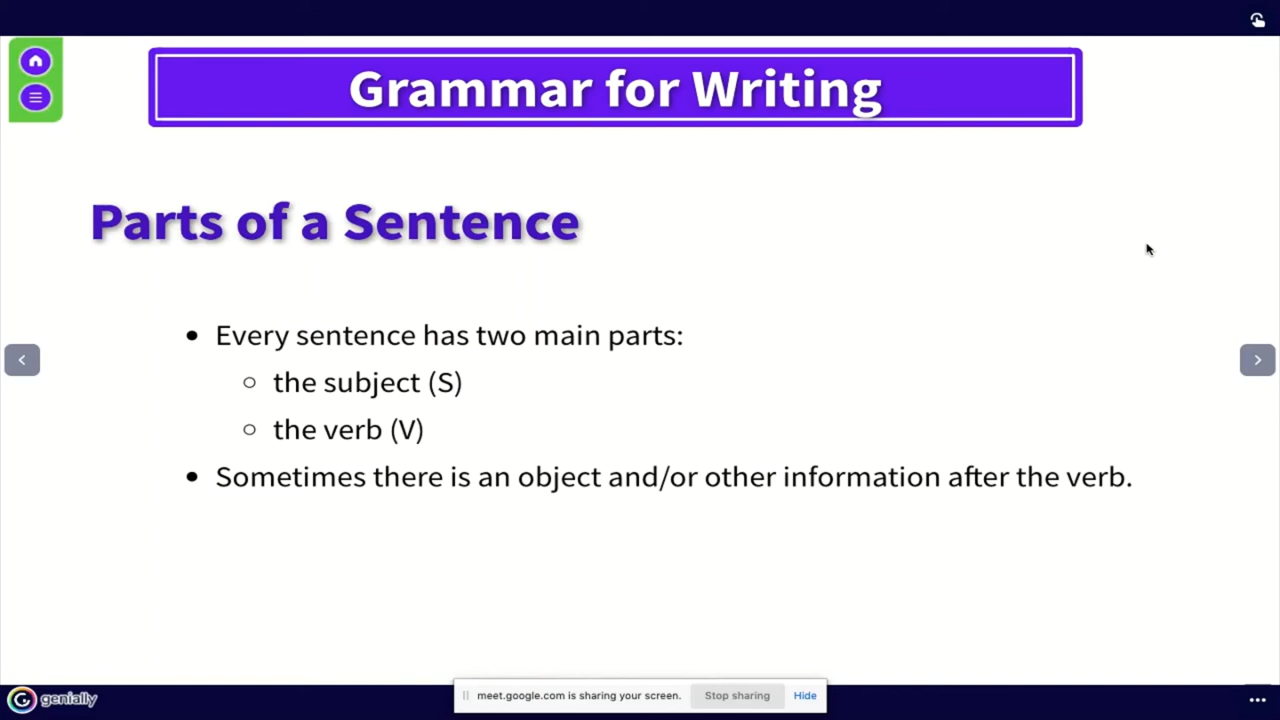 Grammar for Writing
Parts of a Sentence
• Every sentence has two main parts:
○ the subject (S)
○ the verb (V)
• Sometimes there is an object and/or other information after the verb.
genially
meet.google.com is sharing your screen. Stop sharing Hide